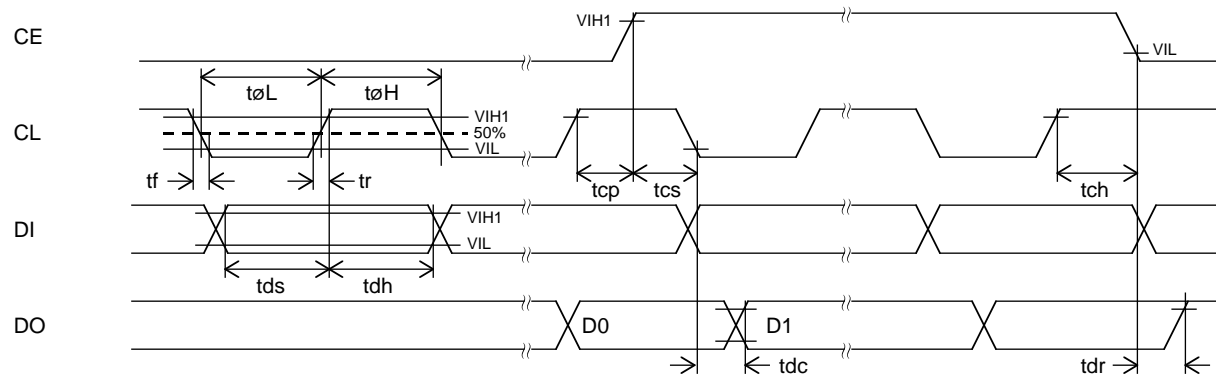 CE
VIH1
VIL
tøL
tøH
CL
VIH1
50%
VIL
tf
tr
tcp
tcs
tch
DI
VIH1
VIL
tds
tdh
DO
D0
D1
tdc
tdr